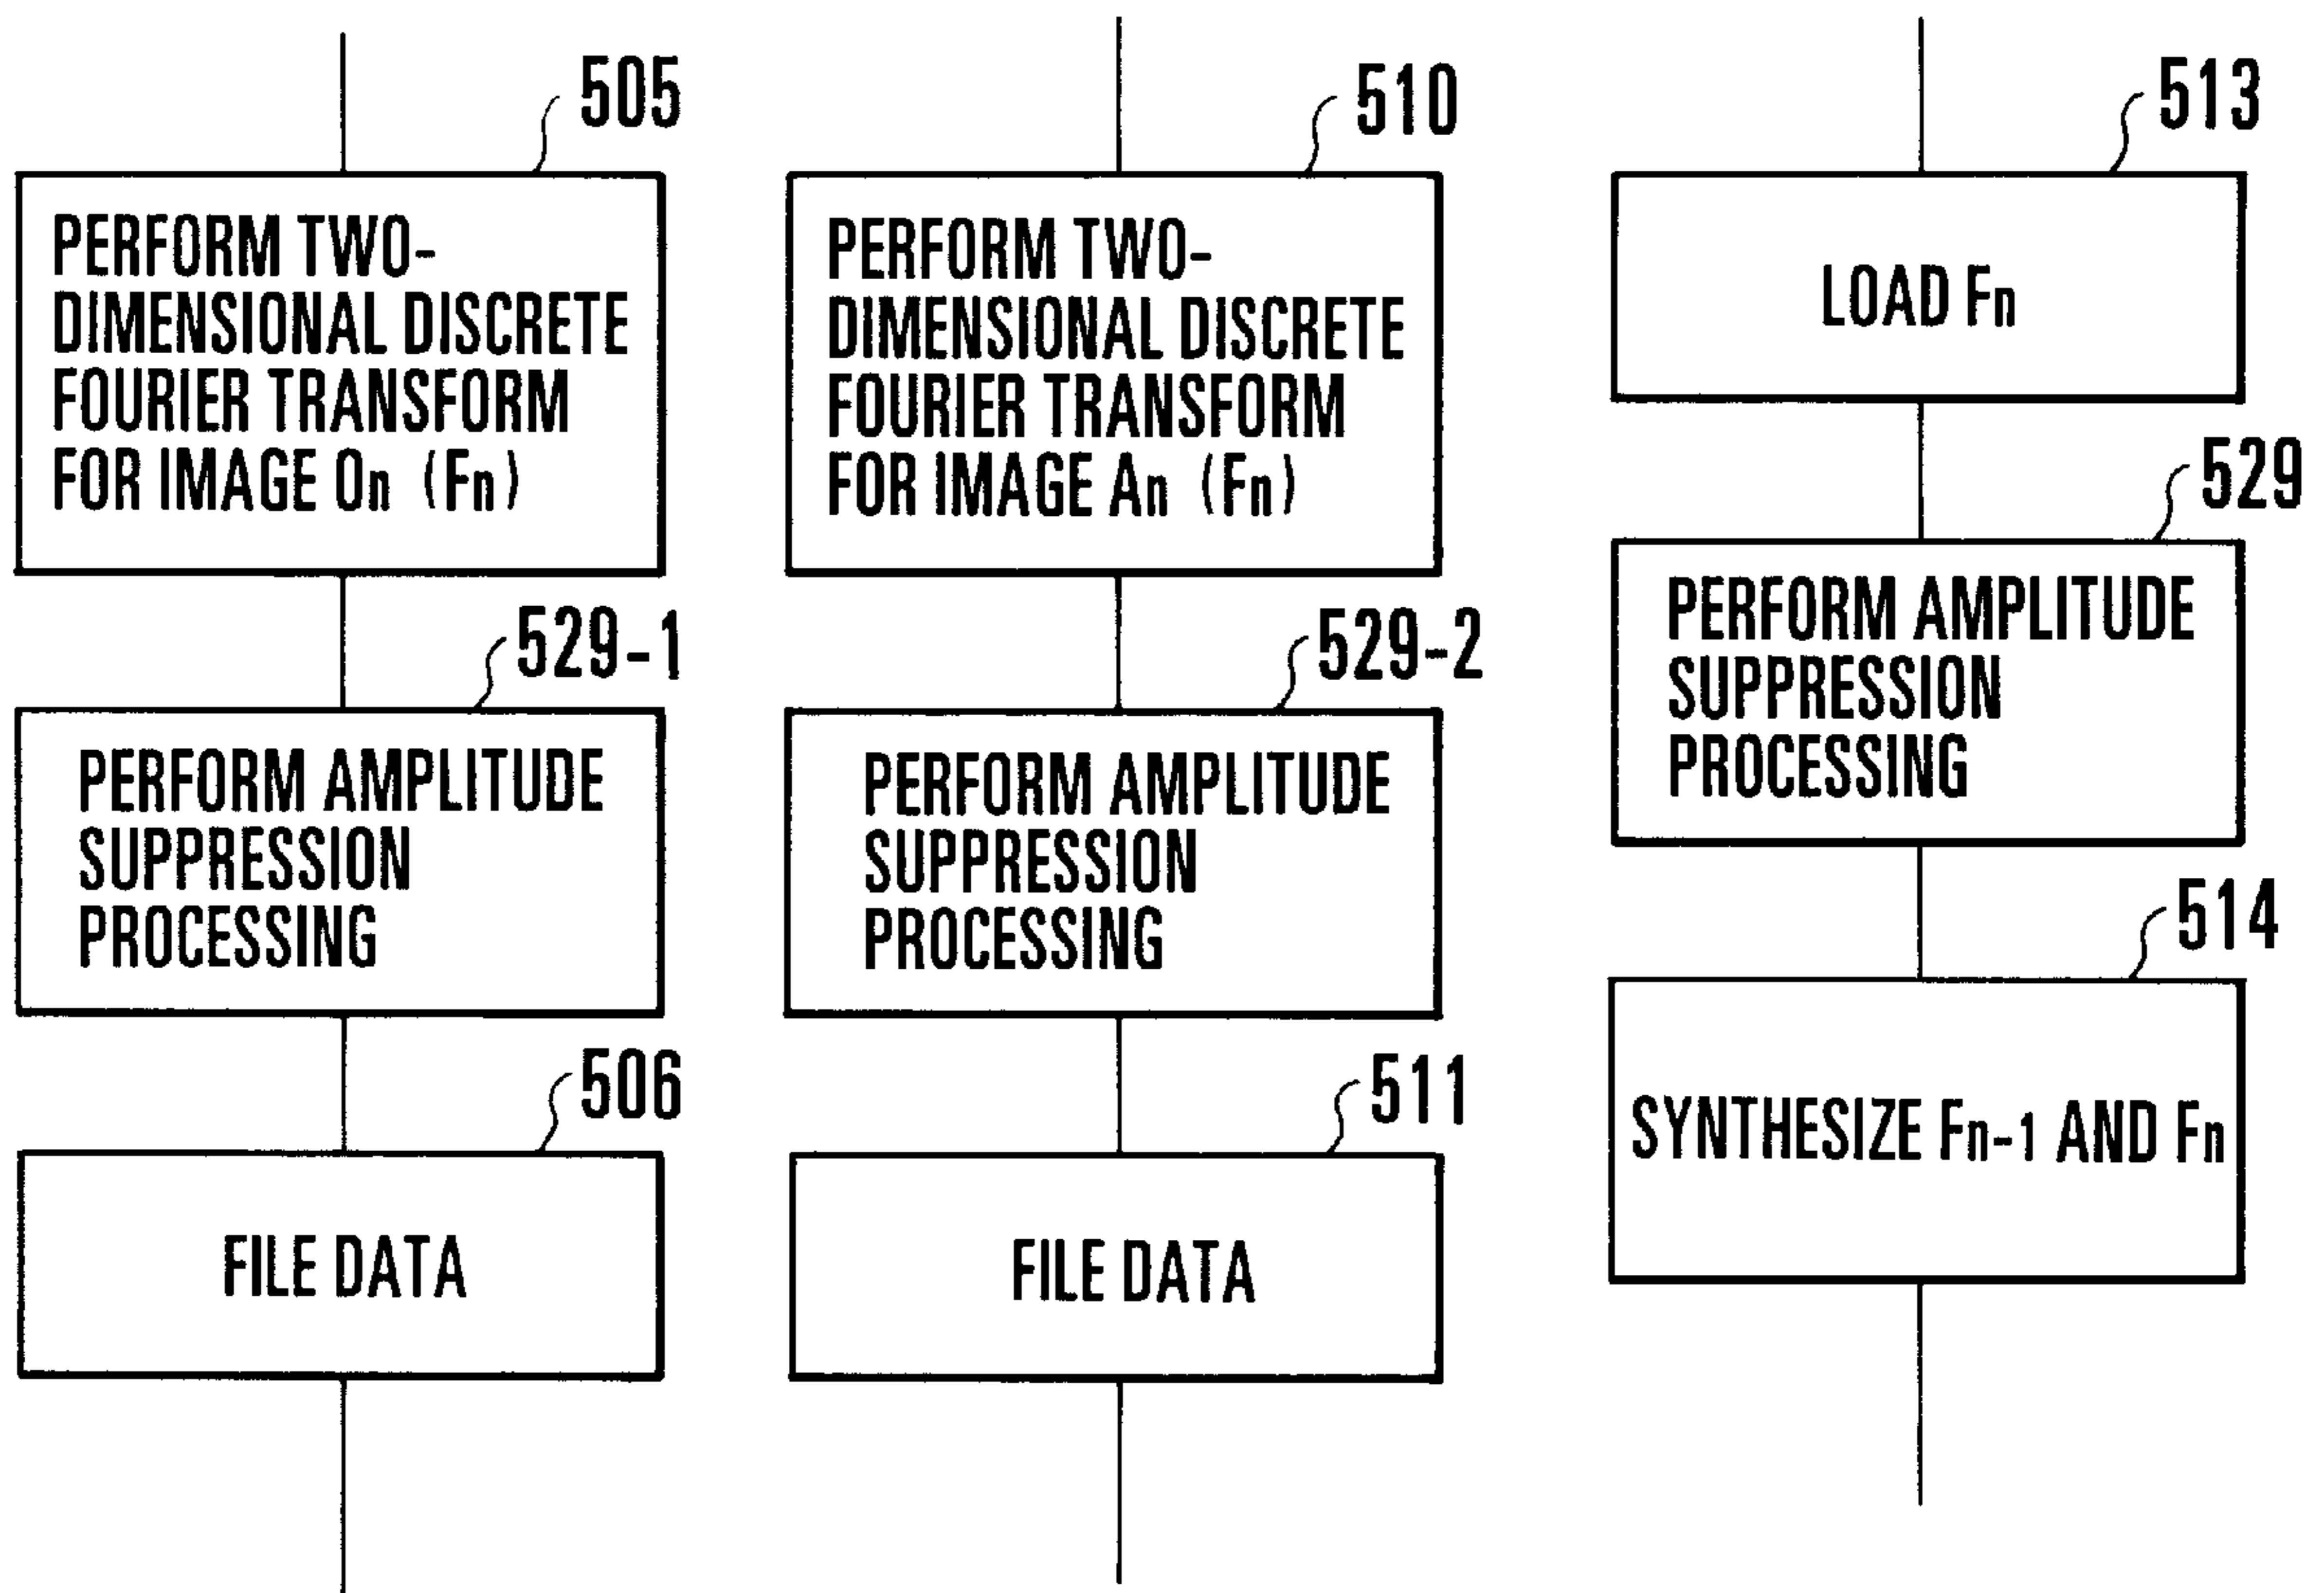 505
PERFORM TWO-
DIMENSIONAL DISCRETE
FOURIER TRANSFORM
FOR IMAGE On (Fn)
529-1
PERFORM AMPLITUDE
SUPPRESSION
PROCESSING
506
FILE DATA
510
PERFORM TWO-
DIMENSIONAL DISCRETE
FOURIER TRANSFORM
FOR IMAGE An (Fn)
529-2
PERFORM AMPLITUDE
SUPPRESSION
PROCESSING
511
FILE DATA
513
LOAD Fn
529
PERFORM AMPLITUDE
SUPPRESSION
PROCESSING
514
SYNTHESIZE Fn-1 AND Fn